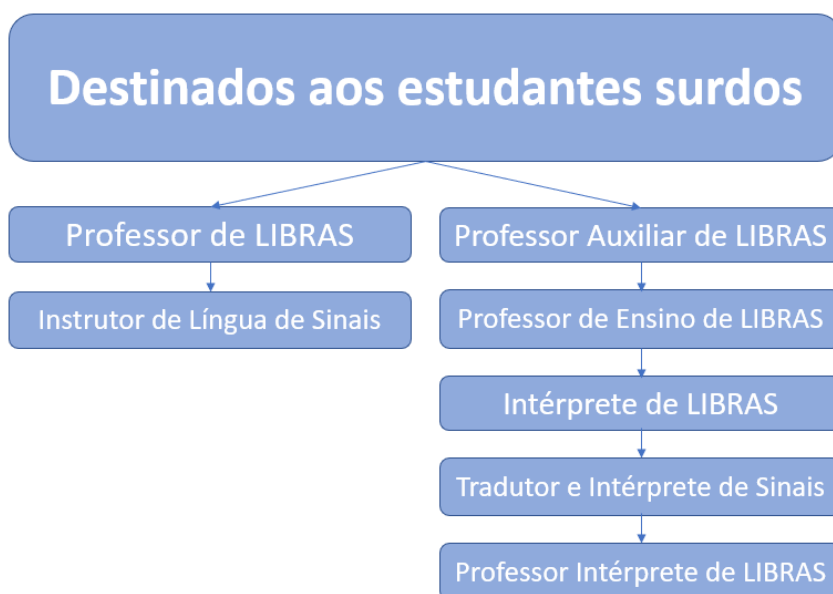 Destinados aos estudantes surdos
Professor de LIBRAS
Instrutor de Língua de Sinais
Professor Auxiliar de LIBRAS
Professor de Ensino de LIBRAS
Intérprete de LIBRAS
Tradutor e Intérprete de Sinais
Professor Intérprete de LIBRAS